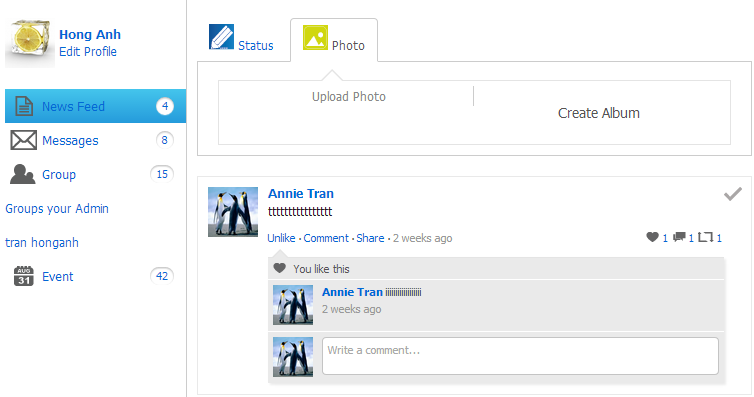 Hong Anh
Edit Profile
News Feed 4
Messages 8
Group 15
Groups your Admin
tran honganh
AUG
31
Event 42
Status
Photo
Upload Photo
Create Album
Annie Tran
tttttttttttttttt
Unlike · Comment · Share · 2 weeks ago
1 1 1
You like this
Annie Tran iiiiiiiiiiiiiiiii
2 weeks ago
Write a comment...